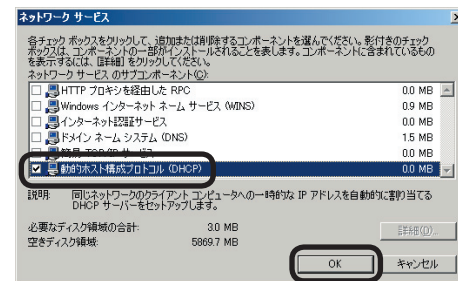 ネットワーク サービス
各チェック ボックスをクリックして、追加または削除するコンポーネントを選んでください。影付きのチェック
ボックスは、コンポーネントの一部がインストールされることを表します。コンポーネントに含まれているもの
を表示するには、[詳細] をクリックしてください。
ネットワーク サービス のサブコンポーネント(C):
HTTP プロキシを経由した RPC 0.0 MB
Windows インターネット ネーム サービス (WINS) 0.9 MB
インターネット認証サービス 0.0 MB
ドメイン ネーム システム (DNS) 1.5 MB
簡易 TCP/IP サービス 0.0 MB
動的ホスト構成プロトコル (DHCP) 0.0 MB
説明: 同じネットワークのクライアント コンピュータへの一時的な IP アドレスを自動的に割り当てる
DHCP サーバーをセットアップします。
必要なディスク領域の合計: 3.0 MB
空きディスク領域: 5869.7 MB
詳細(D)...
OK キャンセル